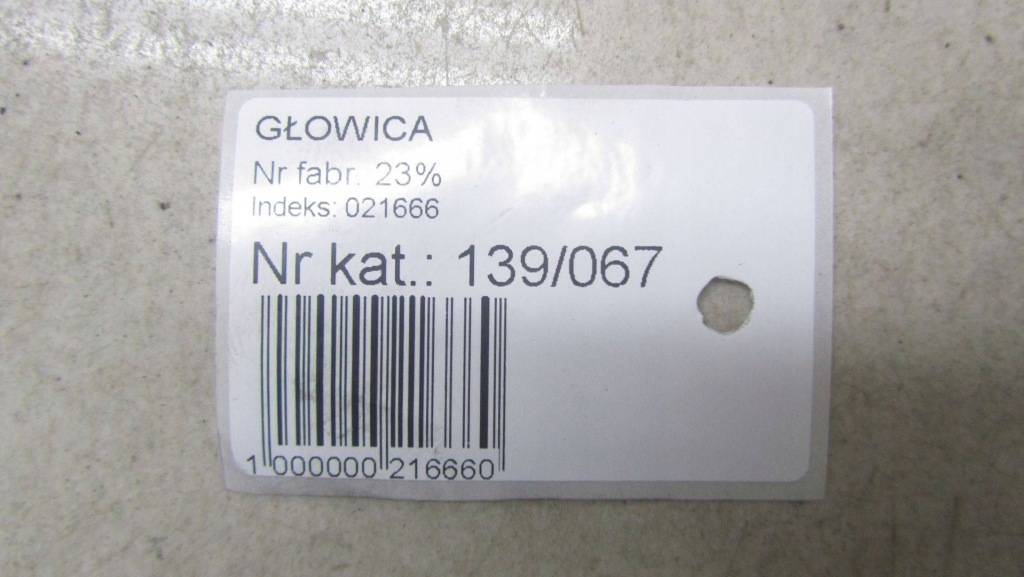 GŁOWICA
Nr fabr. 23%
Indeks: 021666
Nr kat.: 139/067
1 000000 216660